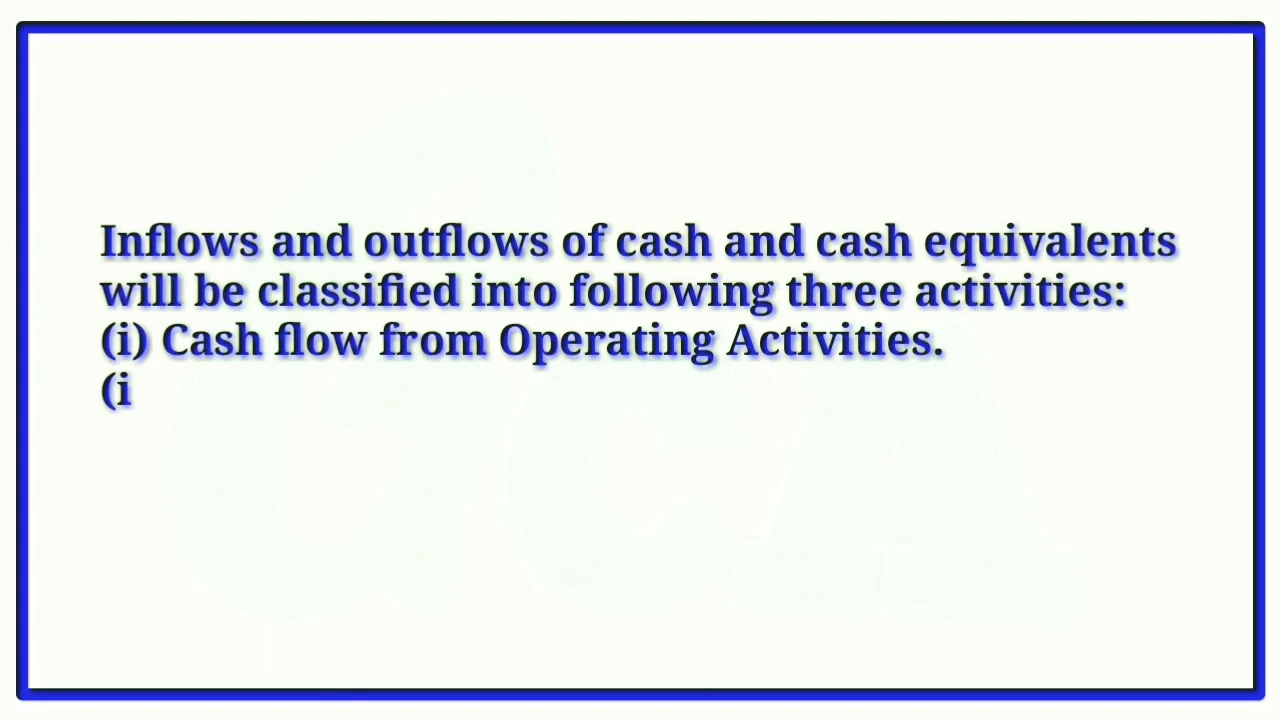 Inflows and outflows of cash and cash equivalents
will be classified into following three activities:
(i) Cash flow from Operating Activities.
(i
GCA